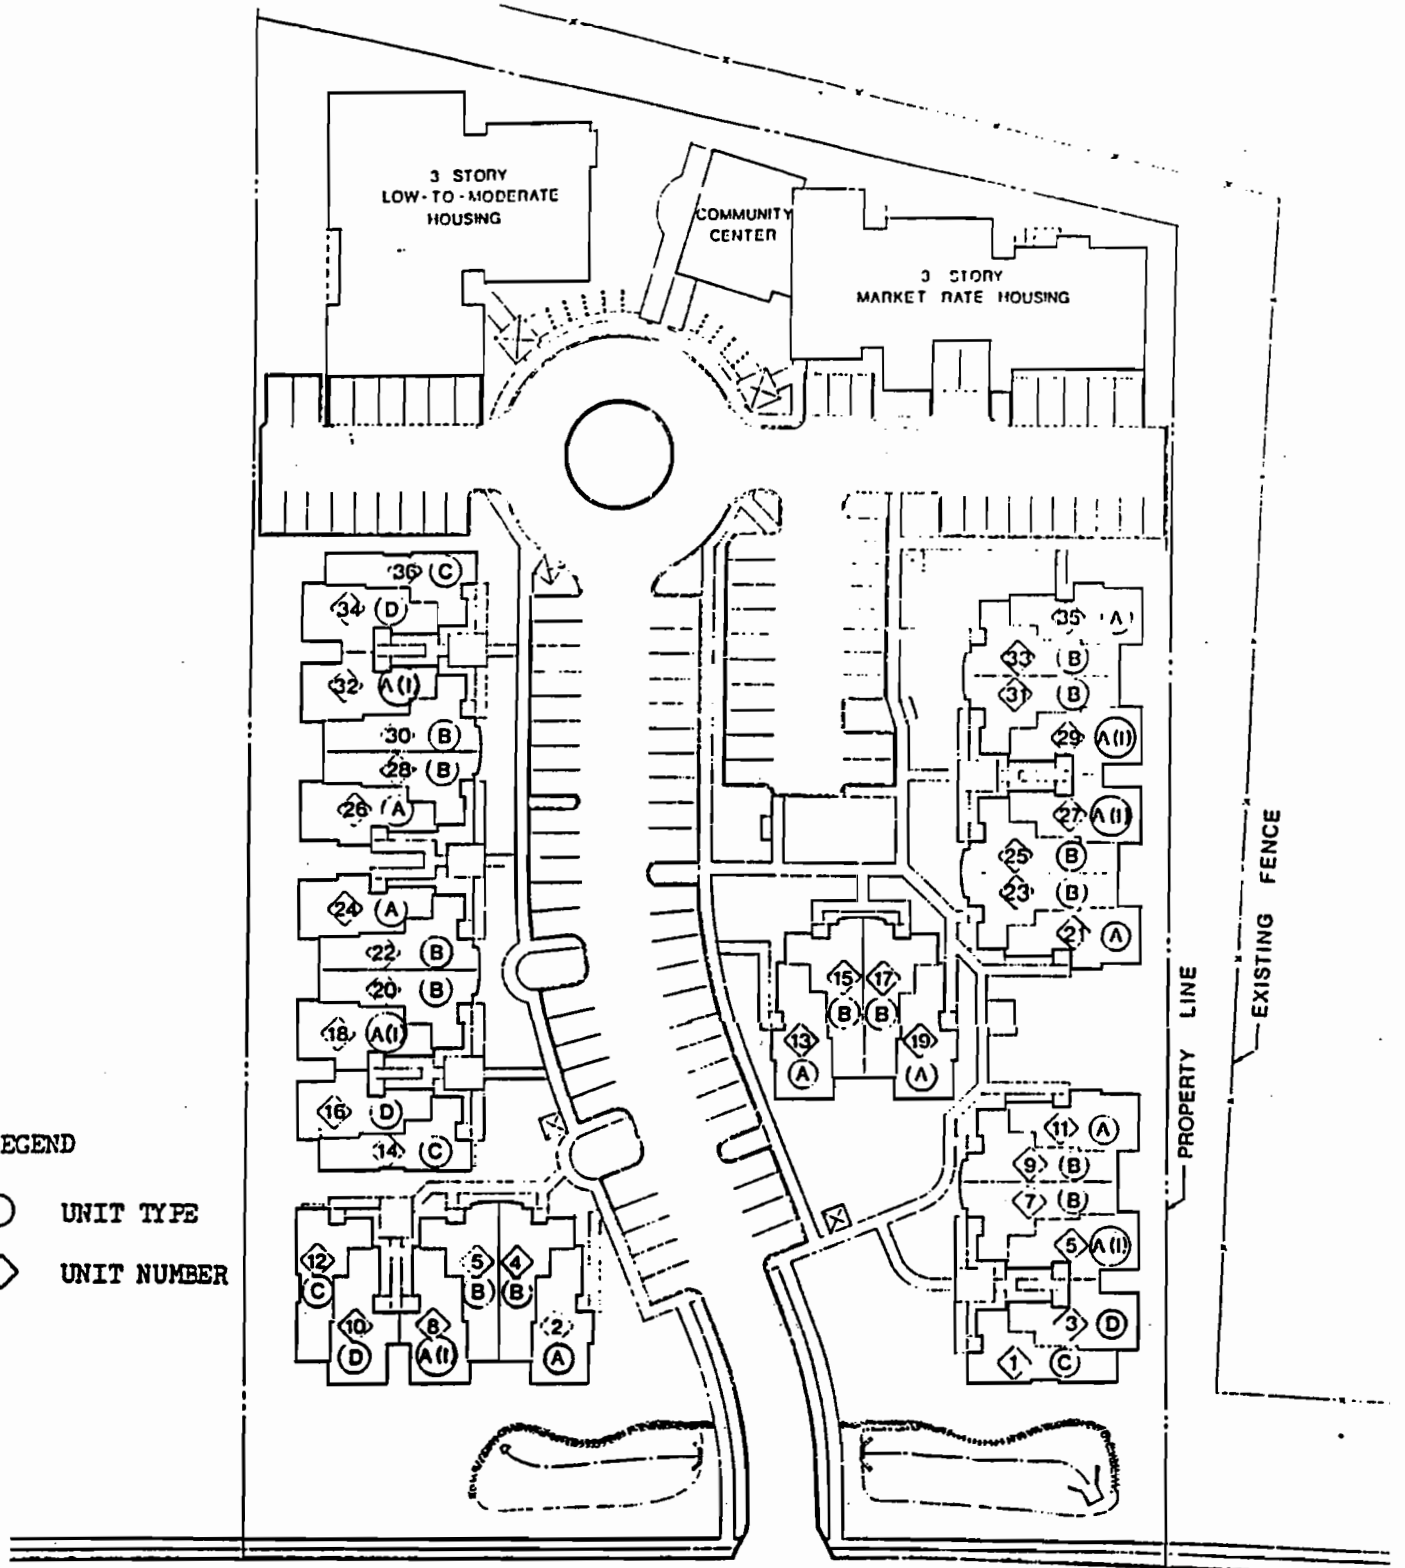 3 STORY
LOW-TO-MODERATE
HOUSING
COMMUNITY
CENTER
3 STORY
MARKET RATE HOUSING
36 C
34 D
32 A(1)
30 B
28 B
26 A
24 A
22 B
20 B
18 A(1)
16 D
14 C
35 A
33 B
31 B
29 A(1)
27 A(1)
25 B
23 B
21 A
15 17
B B
13 19
A A
11 A
9 B
7 B
5 A(1)
3 D
1 C
12 5 4
C B B
10 8 2
D A(1) A
EGEND
UNIT TYPE
UNIT NUMBER
PROPERTY LINE
EXISTING FENCE